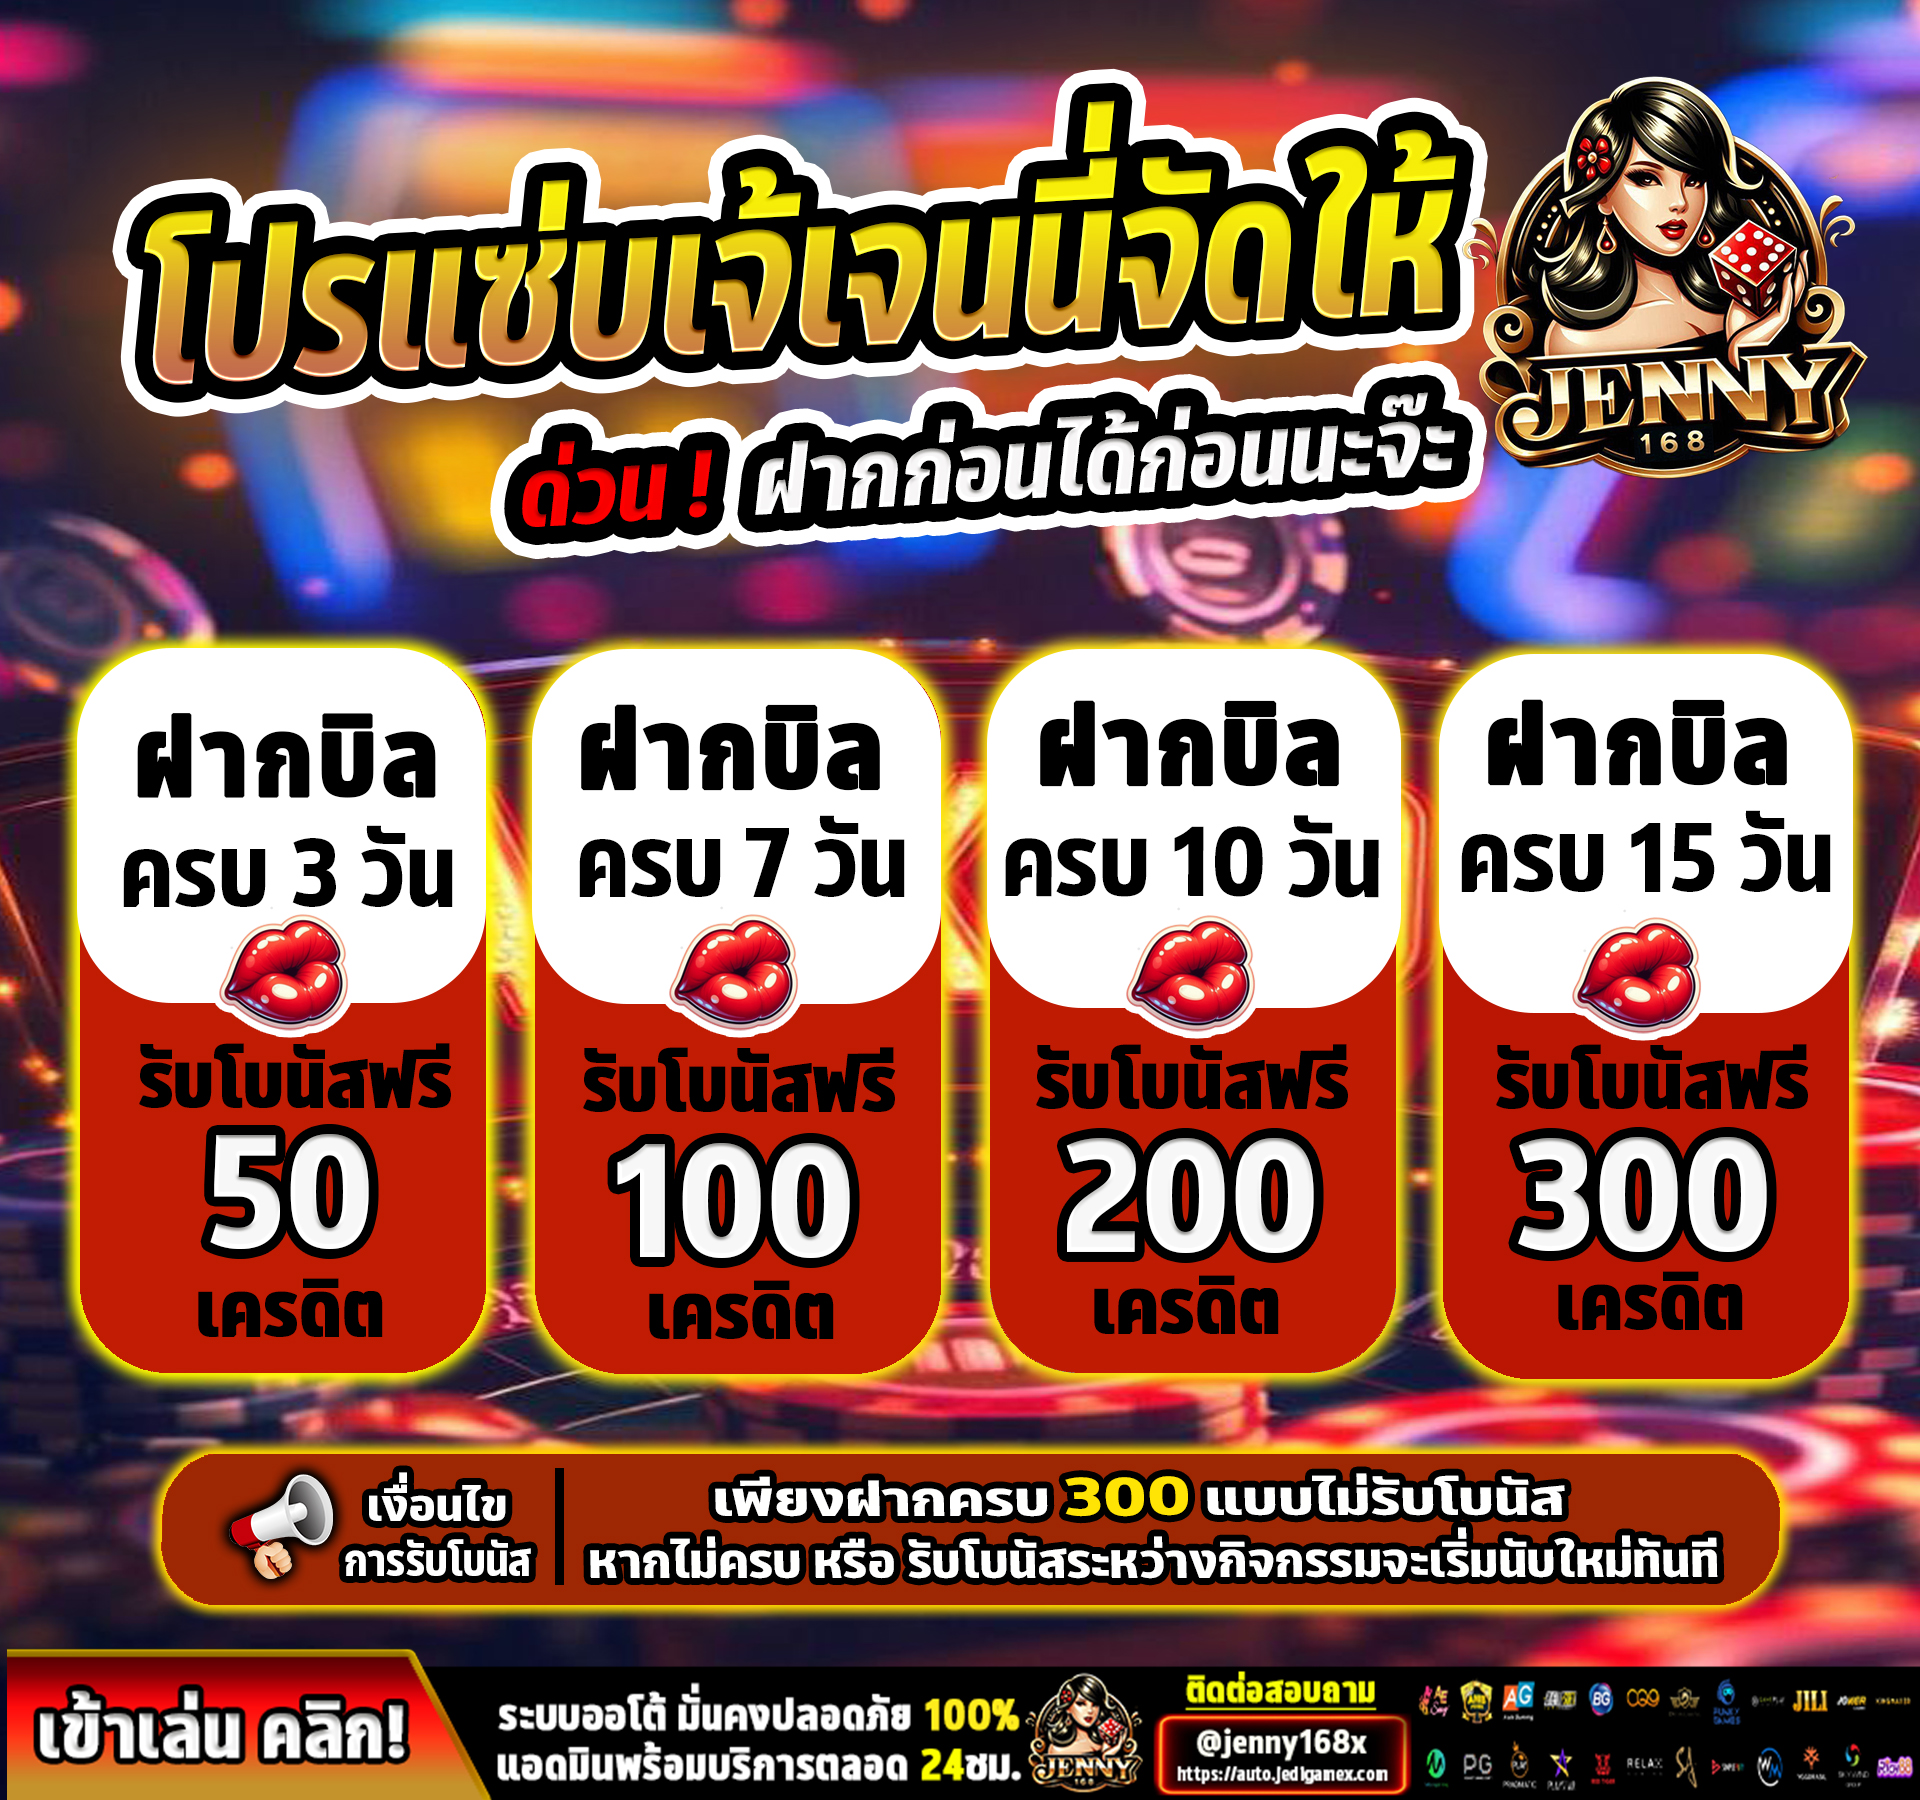 โปรแซ่บเจ้เจนนี่จัดให้
ด่วน ! ฝากก่อนได้ก่อนนะจ๊ะ
JENNY
168
ฝากบิล
ครบ 3 วัน
รับโบนัสฟรี
50
เครดิต
ฝากบิล
ครบ 7 วัน
รับโบนัสฟรี
100
เครดิต
ฝากบิล
ครบ 10 วัน
รับโบนัสฟรี
200
เครดิต
ฝากบิล
ครบ 15 วัน
รับโบนัสฟรี
300
เครดิต
เงื่อนไข
การรับโบนัส
เพียงฝากครบ 300 แบบไม่รับโบนัส
หากไม่ครบ หรือ รับโบนัสระหว่างกิจกรรมจะเริ่มนับใหม่ทันที
เข้าเล่น คลิก!
ระบบออโต้ มั่นคงปลอดภัย 100%
แอดมินพร้อมบริการตลอด 24ชม.
JENNY
168
ติดต่อสอบถาม
@jenny168x
https://auto.jedigamex.com
AG
BG
CQ9
FUNKY GAMES
JILI
JOKER
PG
RELAX
SA